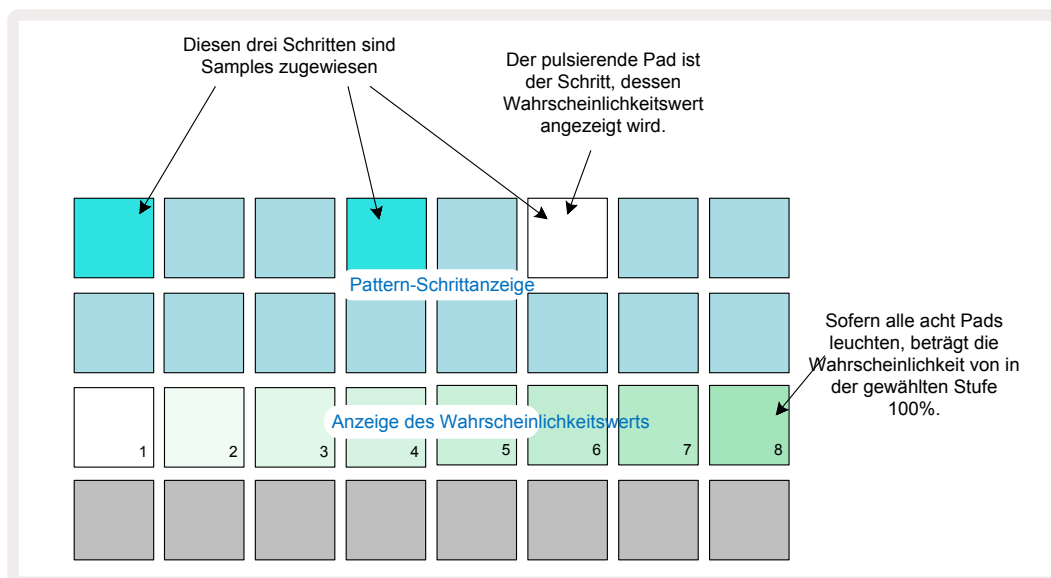 Diesen drei Schritten sind
Samples zugewiesen
Der pulsierende Pad ist
der Schritt, dessen
Wahrscheinlichkeitswert
angezeigt wird.
Pattern-Schrittanzeige
Sofern alle acht Pads
leuchten, beträgt die
Wahrscheinlichkeit von in
der gewählten Stufe
100%.
Anzeige des Wahrscheinlichkeitswerts
1 2 3 4 5 6 7 8